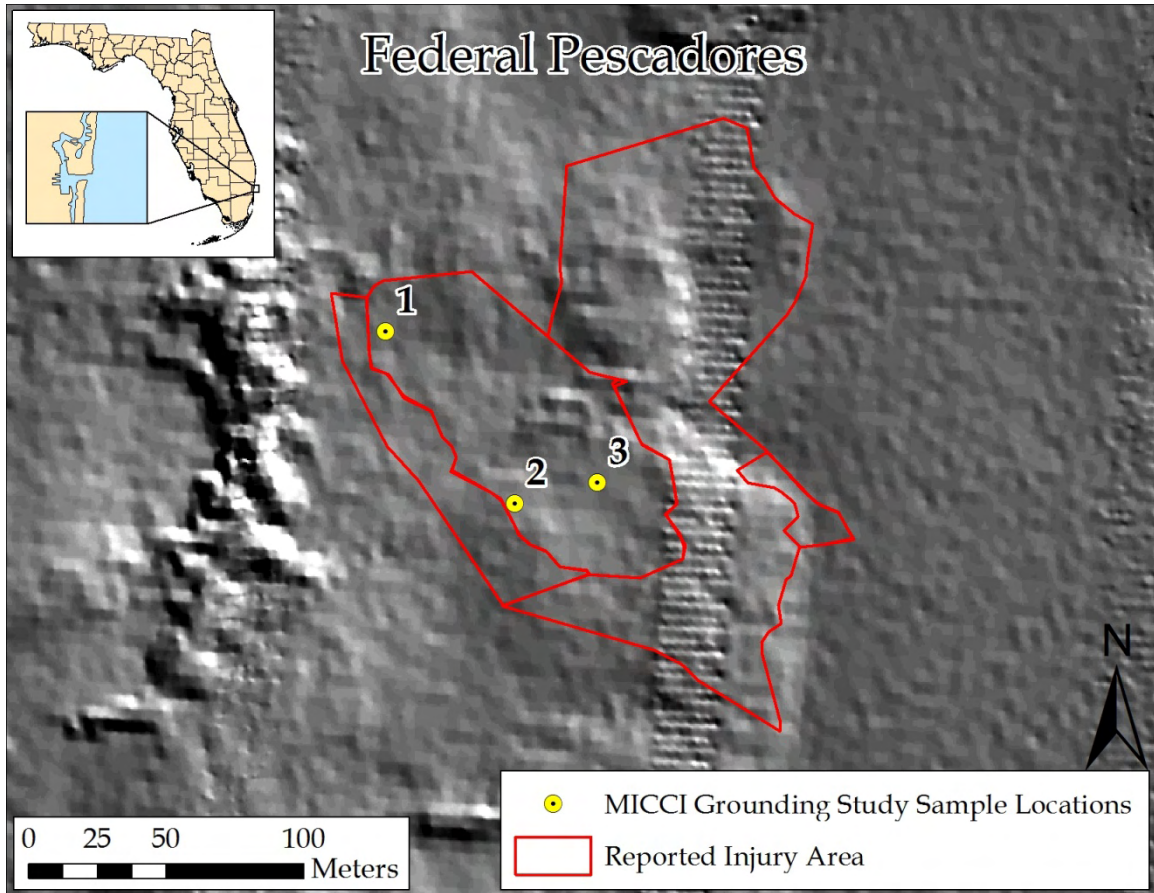 Federal Pescadores
1
2
3
N
MICCI Grounding Study Sample Locations
Reported Injury Area
0 25 50 100
Meters